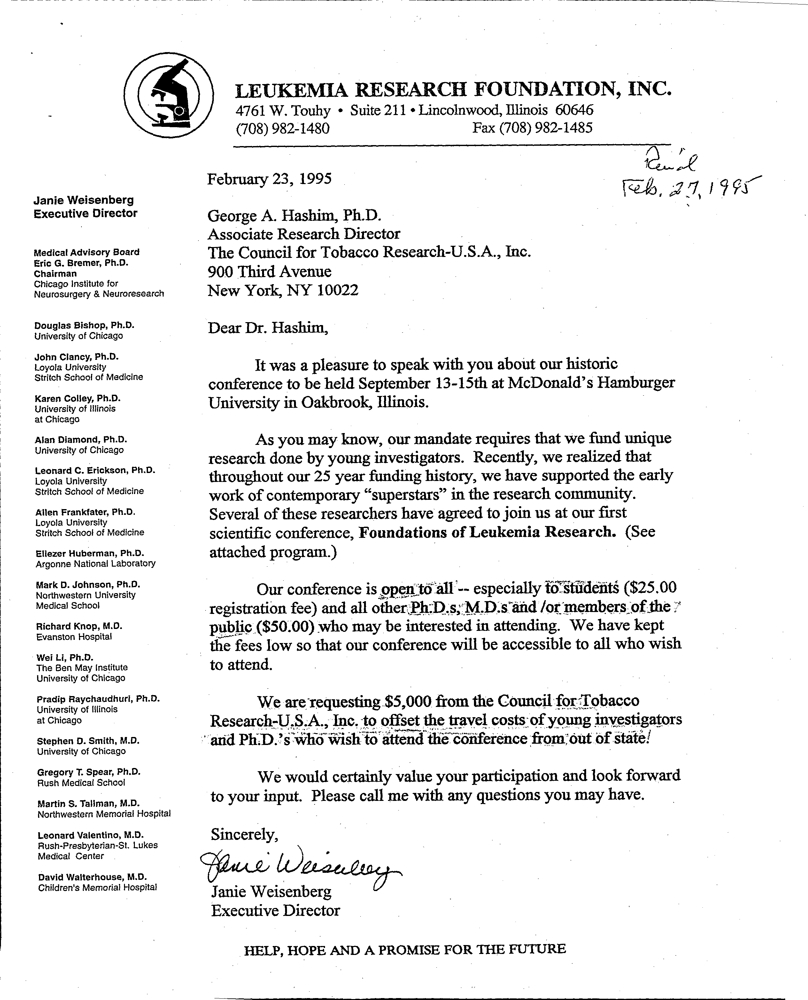 LEUKEMIA RESEARCH FOUNDATION, INC.
4761 W. Touhy • Suite 211 • Lincolnwood, Illinois 60646
(708) 982-1480 Fax (708) 982-1485
Rec'd
Feb. 27, 1995
February 23, 1995
George A. Hashim, Ph.D.
Associate Research Director
The Council for Tobacco Research-U.S.A., Inc.
900 Third Avenue
New York, NY 10022
Janie Weisenberg
Executive Director
Medical Advisory Board
Eric G. Bremer, Ph.D.
Chairman
Chicago Institute for
Neurosurgery & Neuroresearch
Douglas Bishop, Ph.D.
University of Chicago
John Clancy, Ph.D.
Loyola University
Stritch School of Medicine
Karen Colley, Ph.D.
University of Illinois
at Chicago
Alan Diamond, Ph.D.
University of Chicago
Leonard C. Erickson, Ph.D.
Loyola University
Stritch School of Medicine
Allen Frankfater, Ph.D.
Loyola University
Stritch School of Medicine
Eliezer Huberman, Ph.D.
Argonne National Laboratory
Mark D. Johnson, Ph.D.
Northwestern University
Medical School
Richard Knop, M.D.
Evanston Hospital
Wei Li, Ph.D.
The Ben May Institute
University of Chicago
Pradip Raychaudhuri, Ph.D.
University of Illinois
at Chicago
Stephen D. Smith, M.D.
University of Chicago
Gregory T. Spear, Ph.D.
Rush Medical School
Martin S. Tallman, M.D.
Northwestern Memorial Hospital
Leonard Valentino, M.D.
Rush-Presbyterian-St. Lukes
Medical Center
David Walterhouse, M.D.
Children's Memorial Hospital
Dear Dr. Hashim,
It was a pleasure to speak with you about our historic
conference to be held September 13-15th at McDonald's Hamburger
University in Oakbrook, Illinois.
As you may know, our mandate requires that we fund unique
research done by young investigators. Recently, we realized that
throughout our 25 year funding history, we have supported the early
work of contemporary "superstars" in the research community.
Several of these researchers have agreed to join us at our first
scientific conference, Foundations of Leukemia Research. (See
attached program.)
Our conference is open to all -- especially to students ($25.00
registration fee) and all other Ph.D.s, M.D.s and /or members of the
public ($50.00) who may be interested in attending. We have kept
the fees low so that our conference will be accessible to all who wish
to attend.
We are requesting $5,000 from the Council for Tobacco
Research-U.S.A., Inc. to offset the travel costs of young investigators
and Ph.D.'s who wish to attend the conference from out of state!
We would certainly value your participation and look forward
to your input. Please call me with any questions you may have.
Sincerely,
Janie Weisenberg
Janie Weisenberg
Executive Director
HELP, HOPE AND A PROMISE FOR THE FUTURE